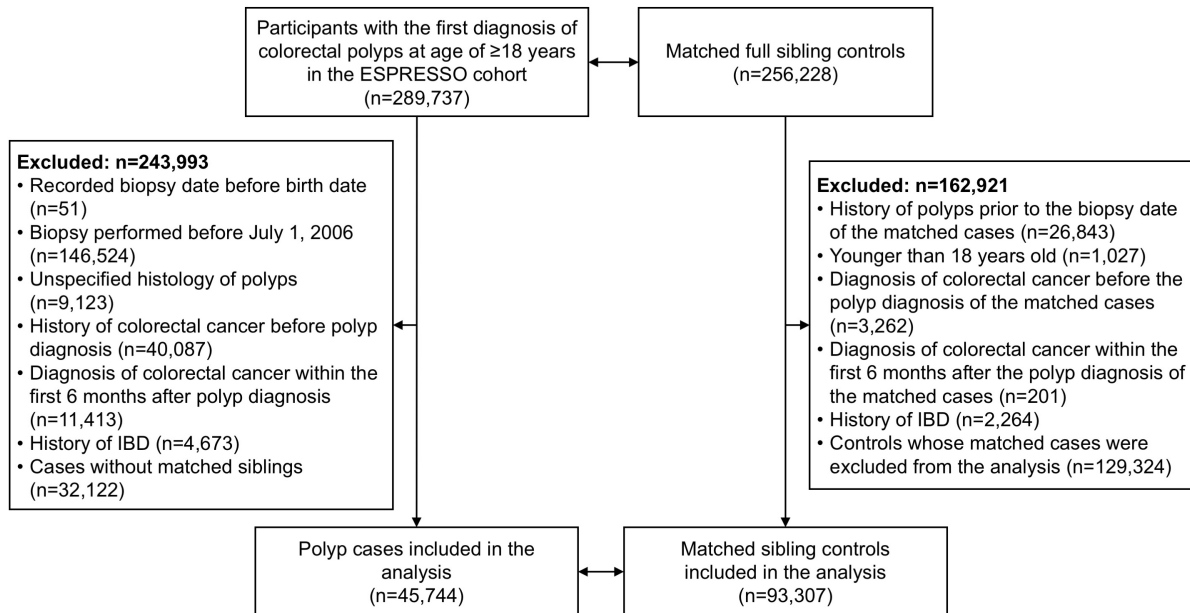 Participants with the first diagnosis of
colorectal polyps at age of ≥18 years
in the ESPRESSO cohort
(n=289,737)
Matched full sibling controls
(n=256,228)
Excluded: n=243,993
• Recorded biopsy date before birth date
(n=51)
• Biopsy performed before July 1, 2006
(n=146,524)
• Unspecified histology of polyps
(n=9,123)
• History of colorectal cancer before polyp
diagnosis (n=40,087)
• Diagnosis of colorectal cancer within the
first 6 months after polyp diagnosis
(n=11,413)
• History of IBD (n=4,673)
• Cases without matched siblings
(n=32,122)
Excluded: n=162,921
• History of polyps prior to the biopsy date
of the matched cases (n=26,843)
• Younger than 18 years old (n=1,027)
• Diagnosis of colorectal cancer before the
polyp diagnosis of the matched cases
(n=3,262)
• Diagnosis of colorectal cancer within the
first 6 months after the polyp diagnosis of
the matched cases (n=201)
• History of IBD (n=2,264)
• Controls whose matched cases were
excluded from the analysis (n=129,324)
Polyp cases included in the
analysis
(n=45,744)
Matched sibling controls
included in the analysis
(n=93,307)